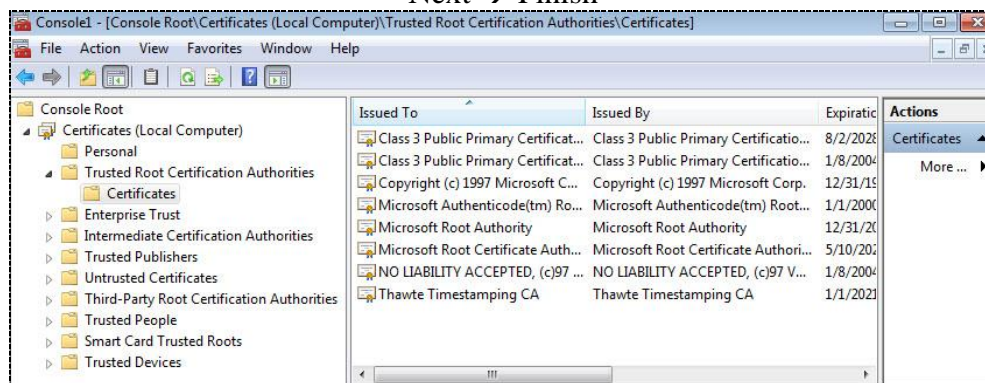 Next → Finish
Console1 - [Console Root\Certificates (Local Computer)\Trusted Root Certification Authorities\Certificates]
File Action View Favorites Window Help
Console Root
Certificates (Local Computer)
Personal
Trusted Root Certification Authorities
Certificates
Enterprise Trust
Intermediate Certification Authorities
Trusted Publishers
Untrusted Certificates
Third-Party Root Certification Authorities
Trusted People
Smart Card Trusted Roots
Trusted Devices
Issued To Issued By Expiratic
Class 3 Public Primary Certificat... Class 3 Public Primary Certificatio... 8/2/2028
Class 3 Public Primary Certificat... Class 3 Public Primary Certificatio... 1/8/2004
Copyright (c) 1997 Microsoft C... Copyright (c) 1997 Microsoft Corp. 12/31/19
Microsoft Authenticode(tm) Ro... Microsoft Authenticode(tm) Root... 1/1/2000
Microsoft Root Authority Microsoft Root Authority 12/31/20
Microsoft Root Certificate Auth... Microsoft Root Certificate Authori... 5/10/202
NO LIABILITY ACCEPTED, (c)97 ... NO LIABILITY ACCEPTED, (c)97 V... 1/8/2004
Thawte Timestamping CA Thawte Timestamping CA 1/1/2021
Actions
Certificates
More ...